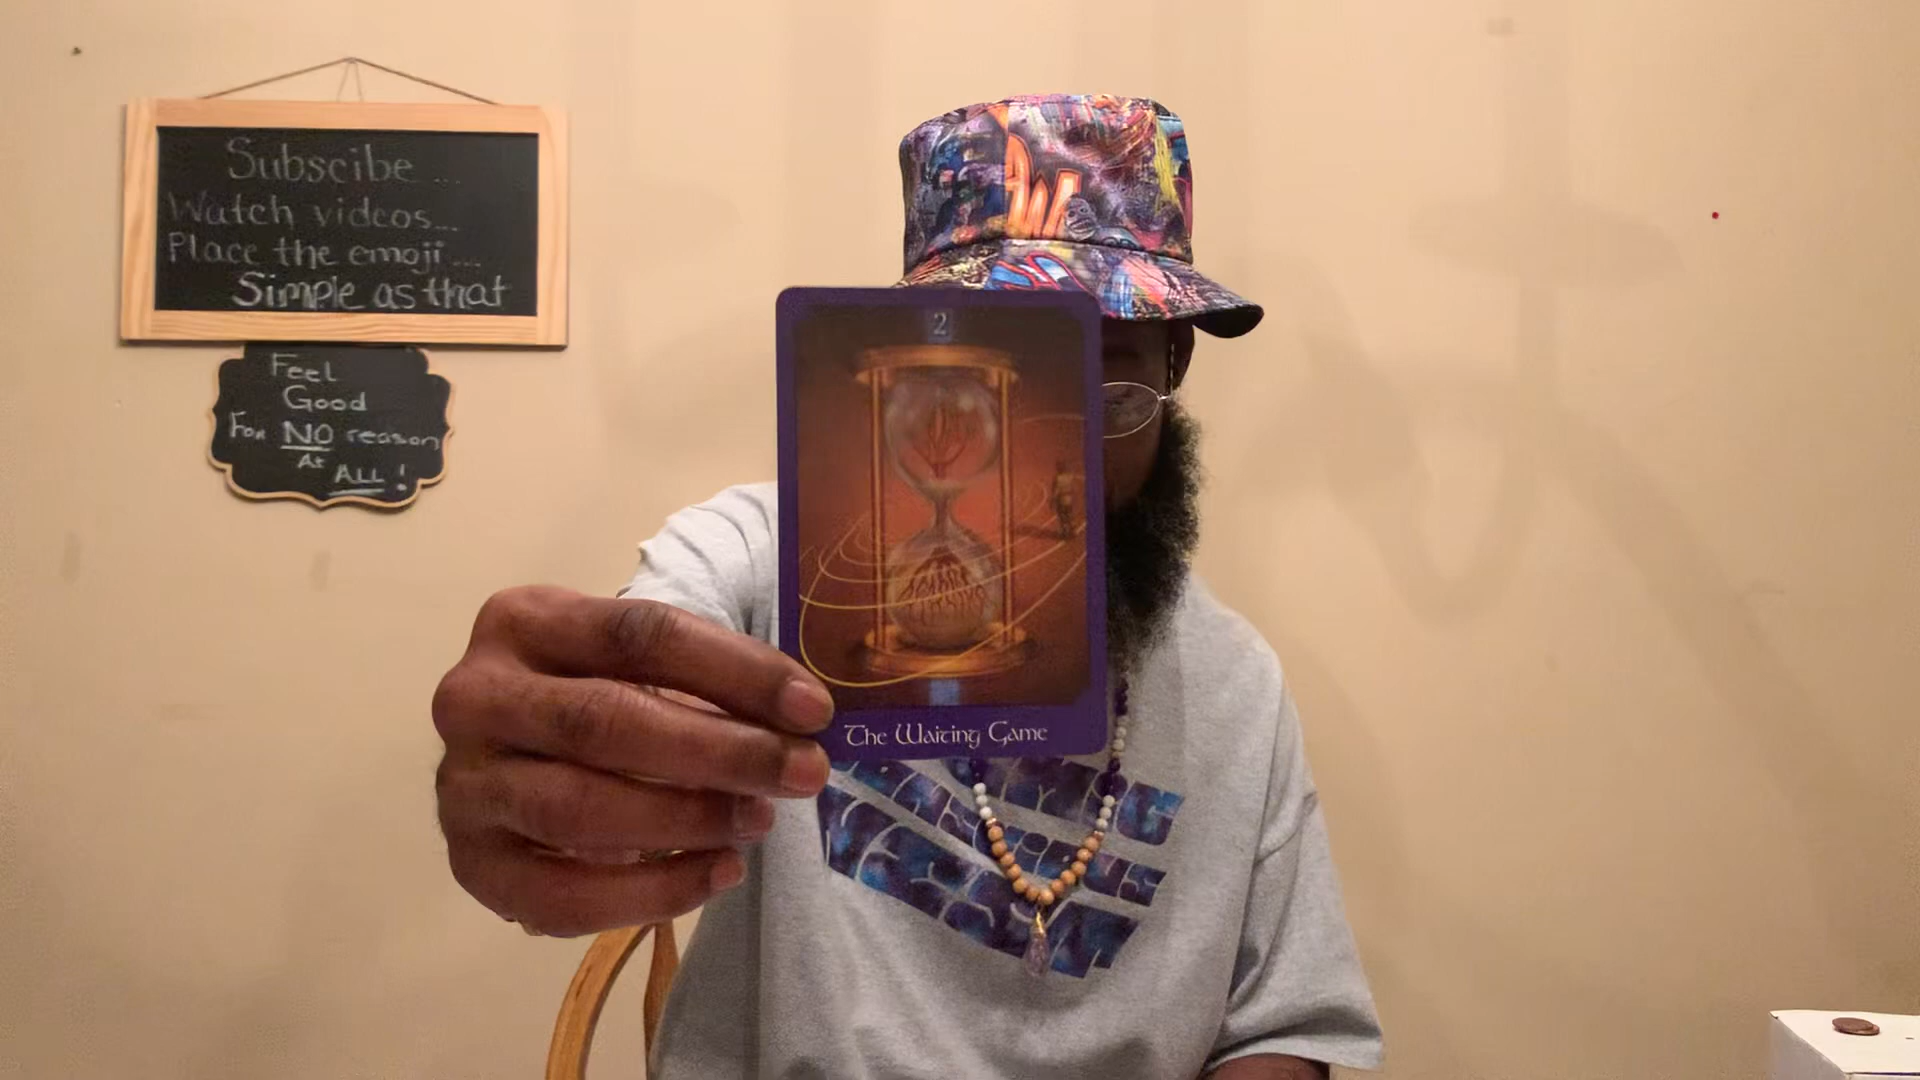 Subscibe...
Watch videos...
Place the emoji...
Simple as that
Feel
Good
For NO reason
At
ALL!
2
The Waiting Game